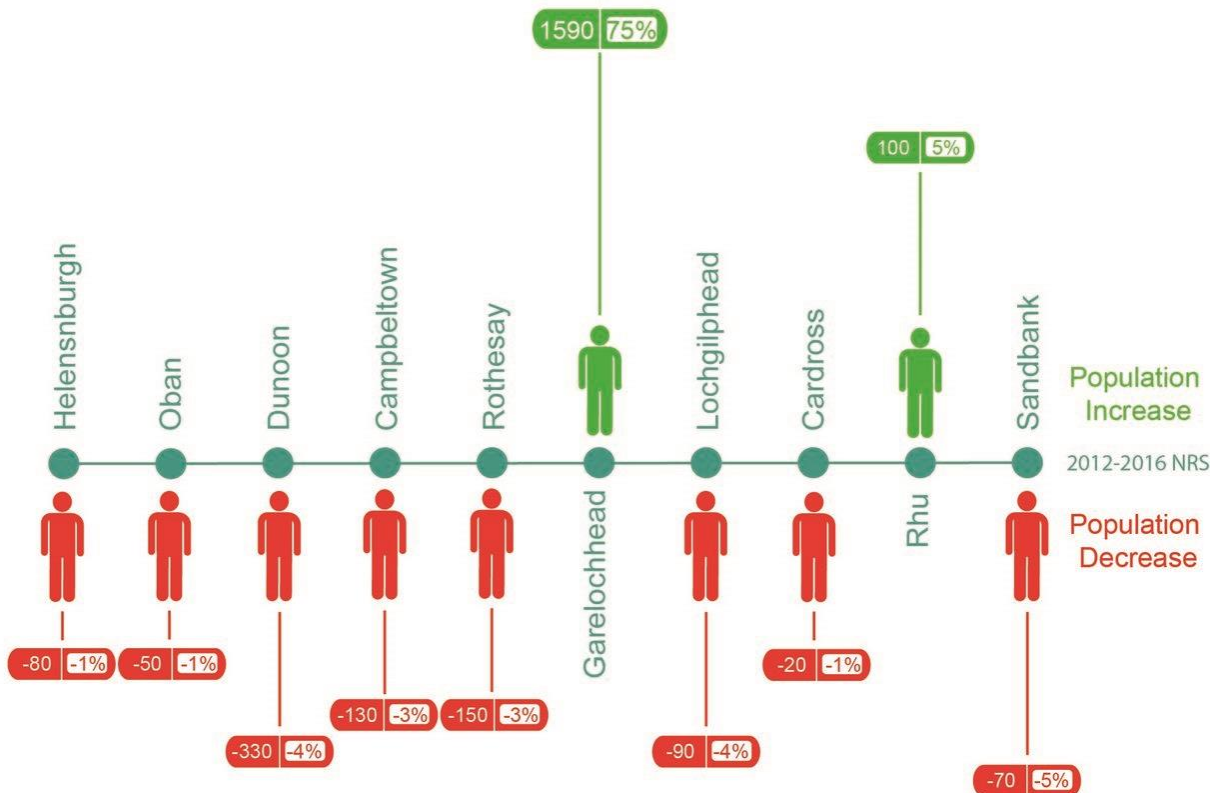 1590 75%
100 5%
Helensnburgh
Oban
Dunoon
Campbeltown
Rothesay
Garelochhead
Lochgilphead
Cardross
Rhu
Sandbank
Population
Increase
2012-2016 NRS
Population
Decrease
-80 -1%
-50 -1%
-330 -4%
-130 -3%
-150 -3%
-90 -4%
-20 -1%
-70 -5%